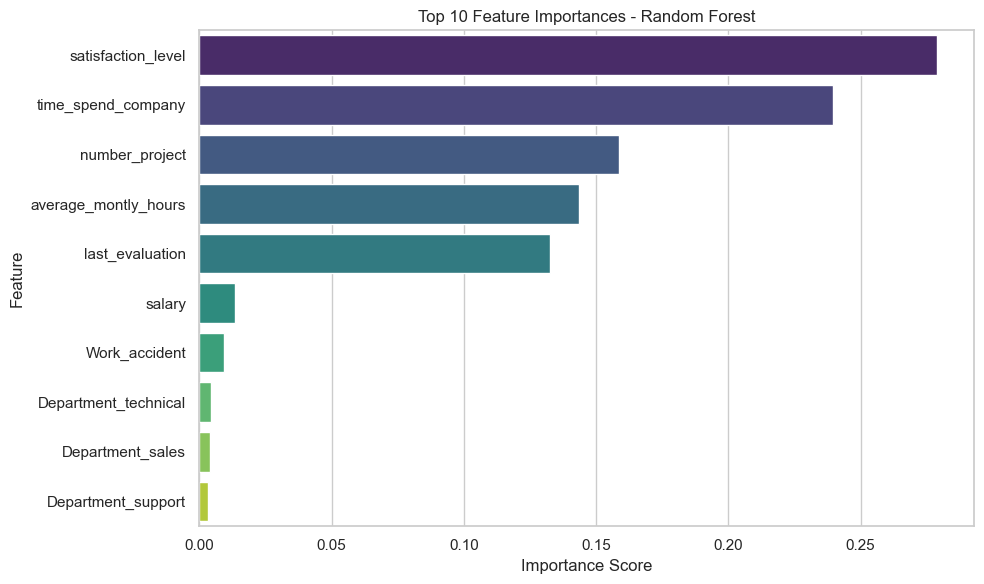 Top 10 Feature Importances - Random Forest
Feature
satisfaction_level
time_spend_company
number_project
average_montly_hours
last_evaluation
salary
Work_accident
Department_technical
Department_sales
Department_support
0.00 0.05 0.10 0.15 0.20 0.25
Importance Score